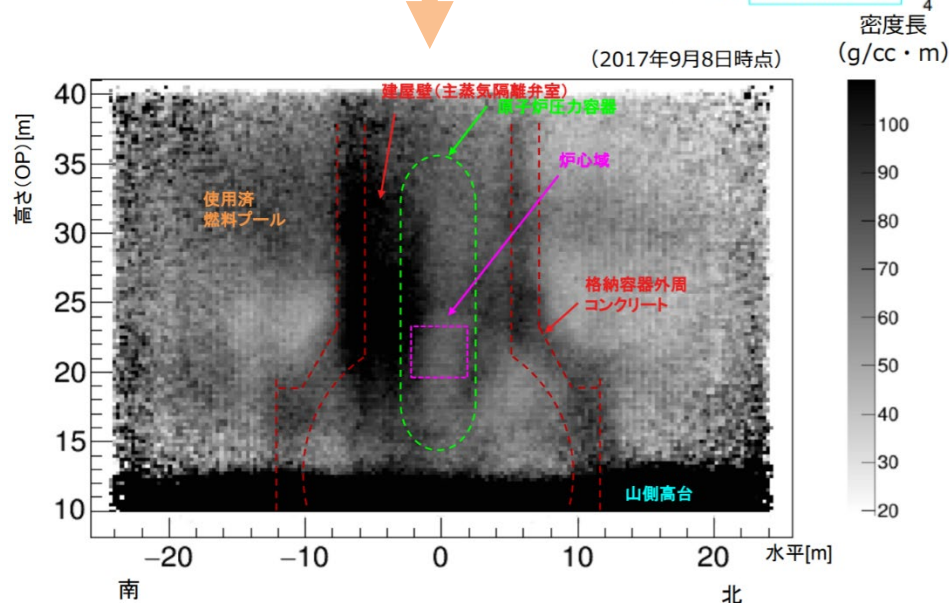 4
密度長
(g/cc・m)
(2017年9月8日時点)
建屋壁(主蒸気隔離弁室)
原子炉圧力容器
炉心域
使用済
燃料プール
格納容器外周
コンクリート
山側高台
高さ(OP)[m]
40
35
30
25
20
15
10
−20
−10
0
10
20
水平[m]
南
北
100
90
80
70
60
50
40
30
20